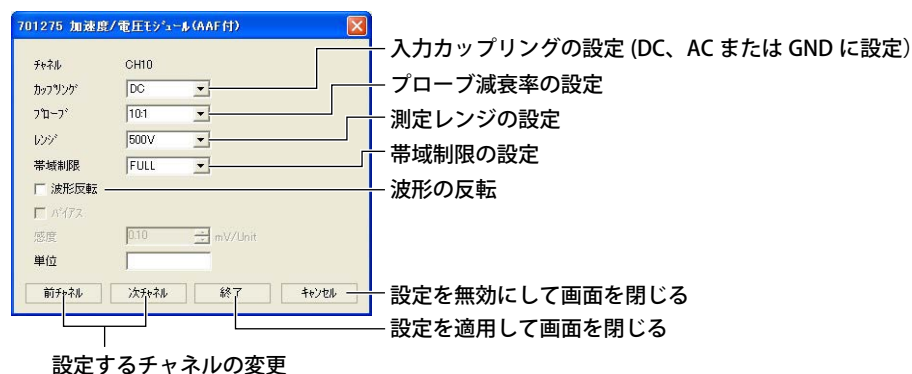 701275 加速度/電圧ﾓｼﾞｭｰﾙ(AAF付)
ﾁｬﾈﾙ CH10
ｶｯﾌﾟﾘﾝｸﾞ DC
ﾌﾟﾛｰﾌﾞ 10:1
ﾚﾝｼﾞ 500V
帯域制限 FULL
波形反転
ﾊﾞｲｱｽ
感度 0.10 mV/Unit
単位
前ﾁｬﾈﾙ 次ﾁｬﾈﾙ 終了 ｷｬﾝｾﾙ
入力カップリングの設定 (DC、AC または GND に設定)
プローブ減衰率の設定
測定レンジの設定
帯域制限の設定
波形の反転
設定を無効にして画面を閉じる
設定を適用して画面を閉じる
設定するチャネルの変更